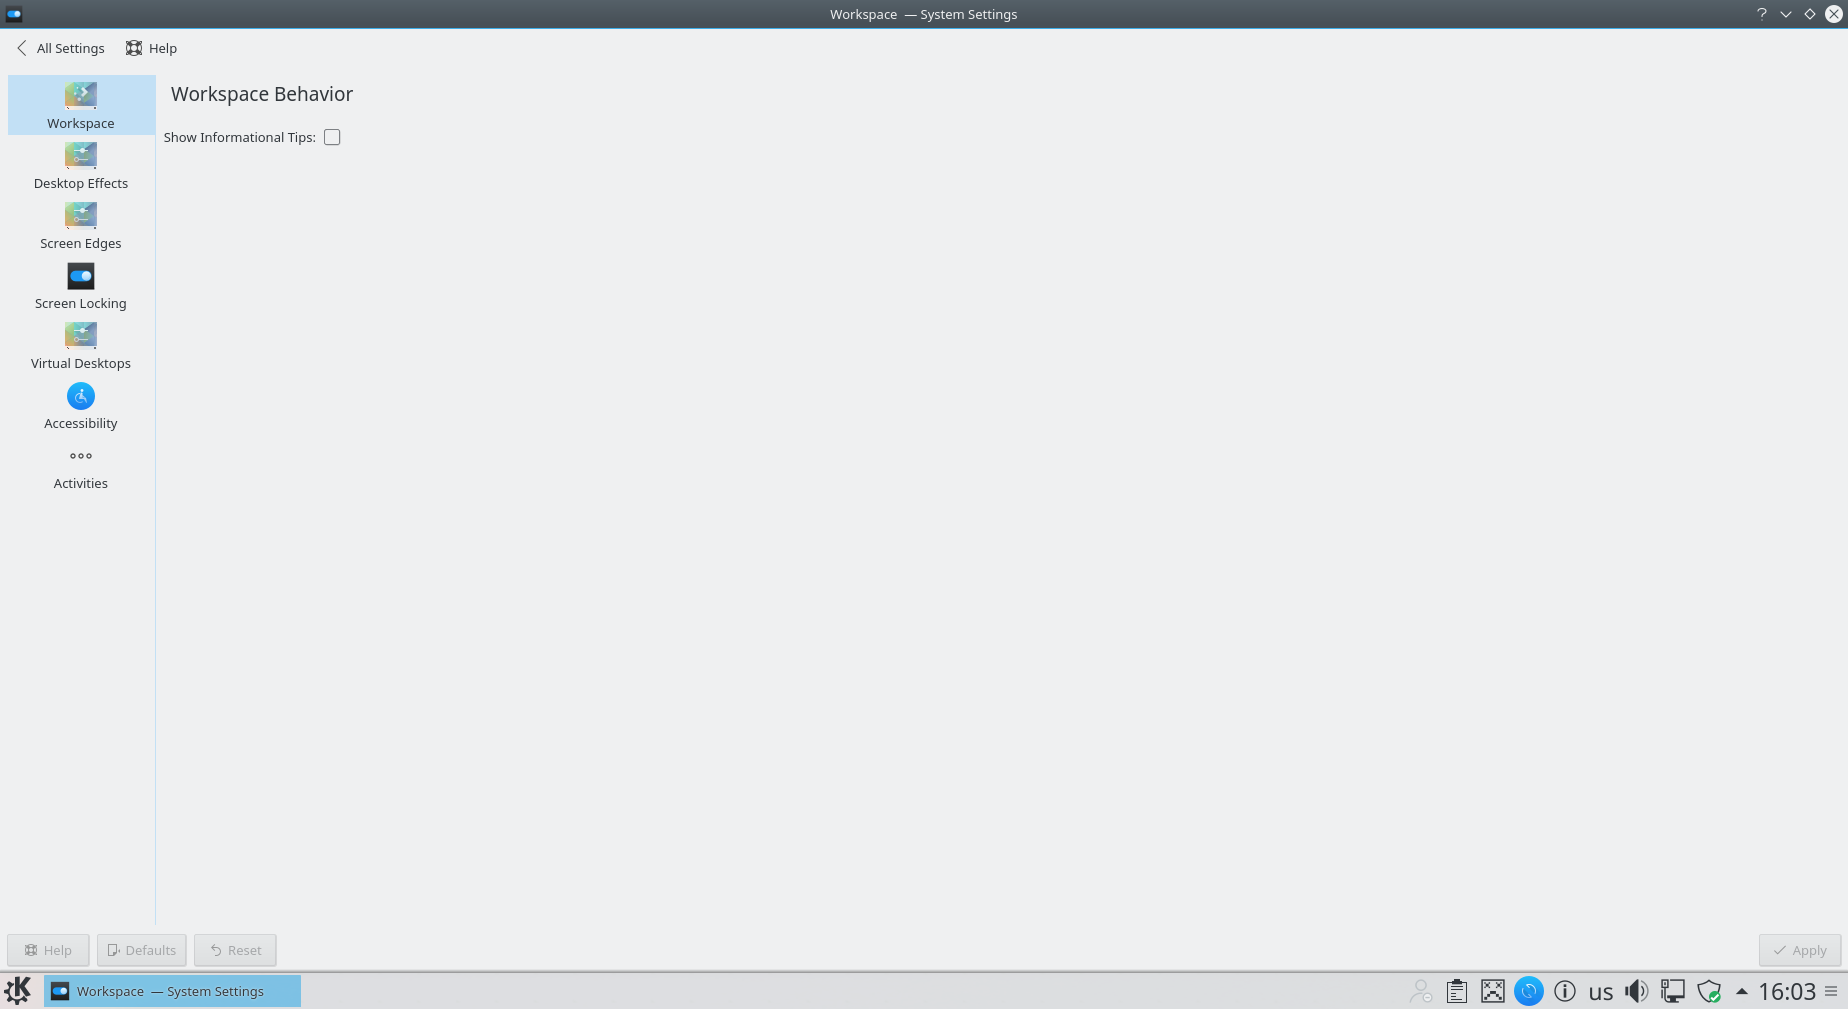 Workspace — System Settings
All Settings
Help
Workspace
Desktop Effects
Screen Edges
Screen Locking
Virtual Desktops
Accessibility
Activities
Workspace Behavior
Show Informational Tips:
Help
Defaults
Reset
Apply
Workspace — System Settings
us
16:03